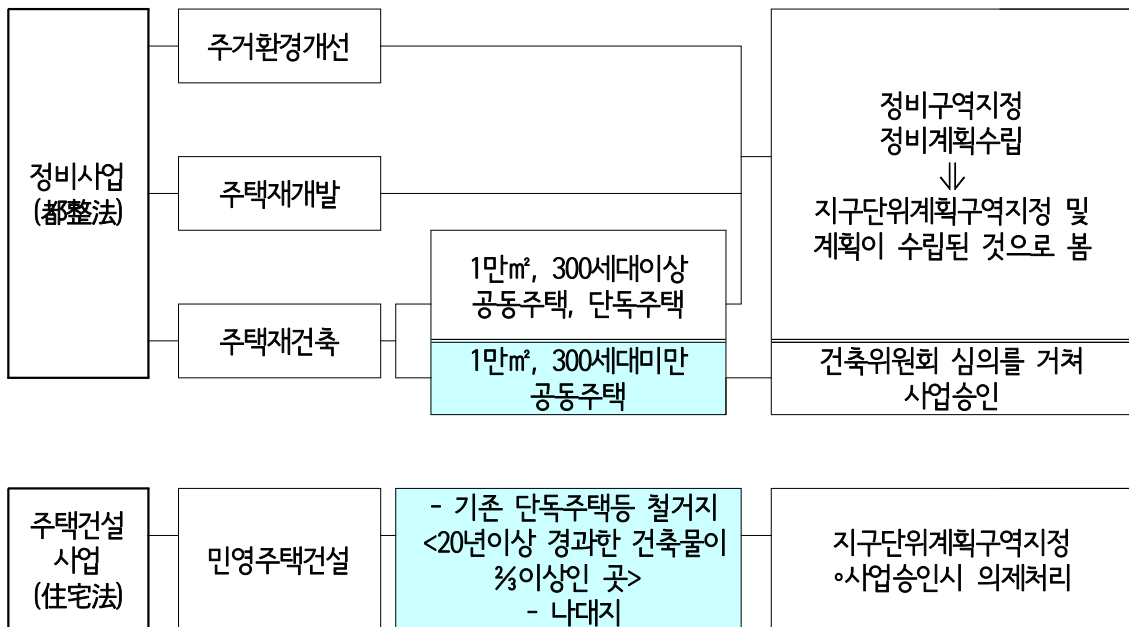 정비사업
(都整法)
주거환경개선
주택재개발
주택재건축
1만㎡, 300세대이상
공동주택, 단독주택
1만㎡, 300세대미만
공동주택
정비구역지정
정비계획수립
⇓
지구단위계획구역지정 및
계획이 수립된 것으로 봄
건축위원회 심의를 거쳐
사업승인
주택건설
사업
(住宅法)
민영주택건설
- 기존 단독주택등 철거지
<20년이상 경과한 건축물이
⅔이상인 곳>
- 나대지
지구단위계획구역지정
∘사업승인시 의제처리